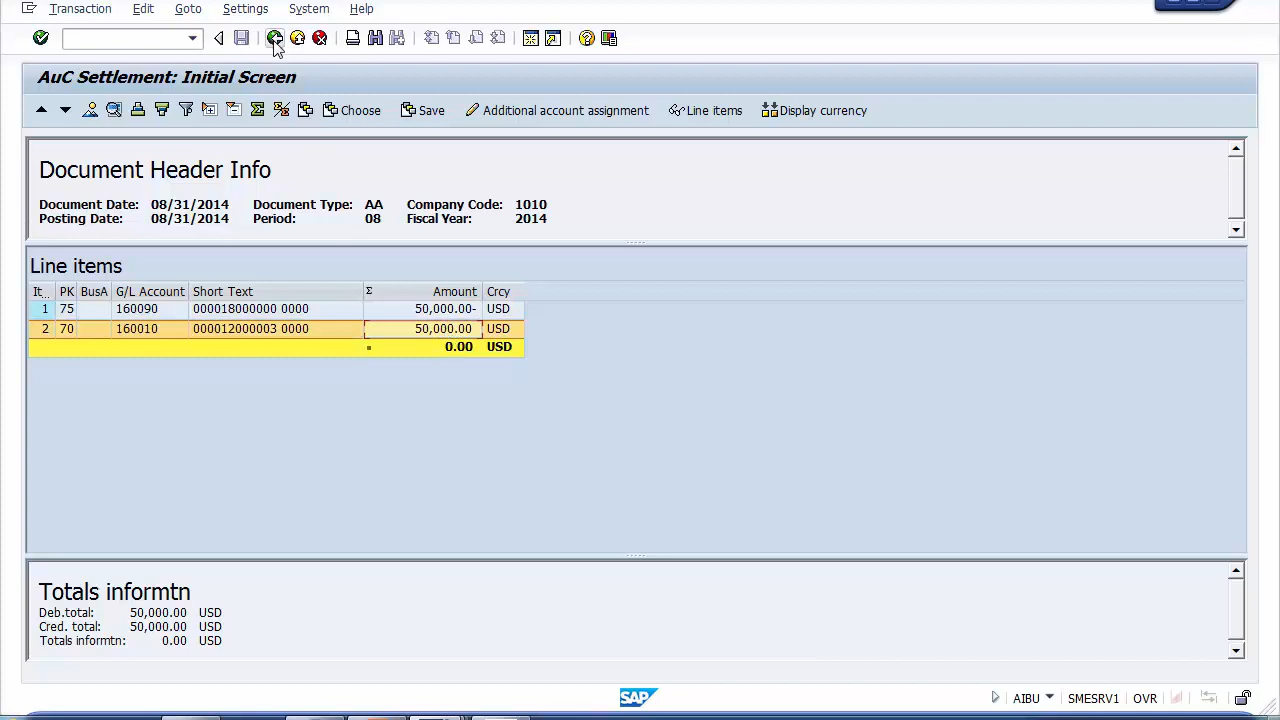 Transaction Edit Goto Settings System Help
AuC Settlement: Initial Screen
Choose Save Additional account assignment Line items Display currency
Document Header Info
Document Date: 08/31/2014 Document Type: AA Company Code: 1010
Posting Date: 08/31/2014 Period: 08 Fiscal Year: 2014
Line items
It.. PK BusA G/L Account Short Text Σ Amount Crcy
1 75 160090 000018000000 0000 50,000.00- USD
2 70 160010 000012000003 0000 50,000.00 USD
0.00 USD
Totals informtn
Deb.total: 50,000.00 USD
Cred. total: 50,000.00 USD
Totals informtn: 0.00 USD
SAP AIBU SMESRV1 OVR